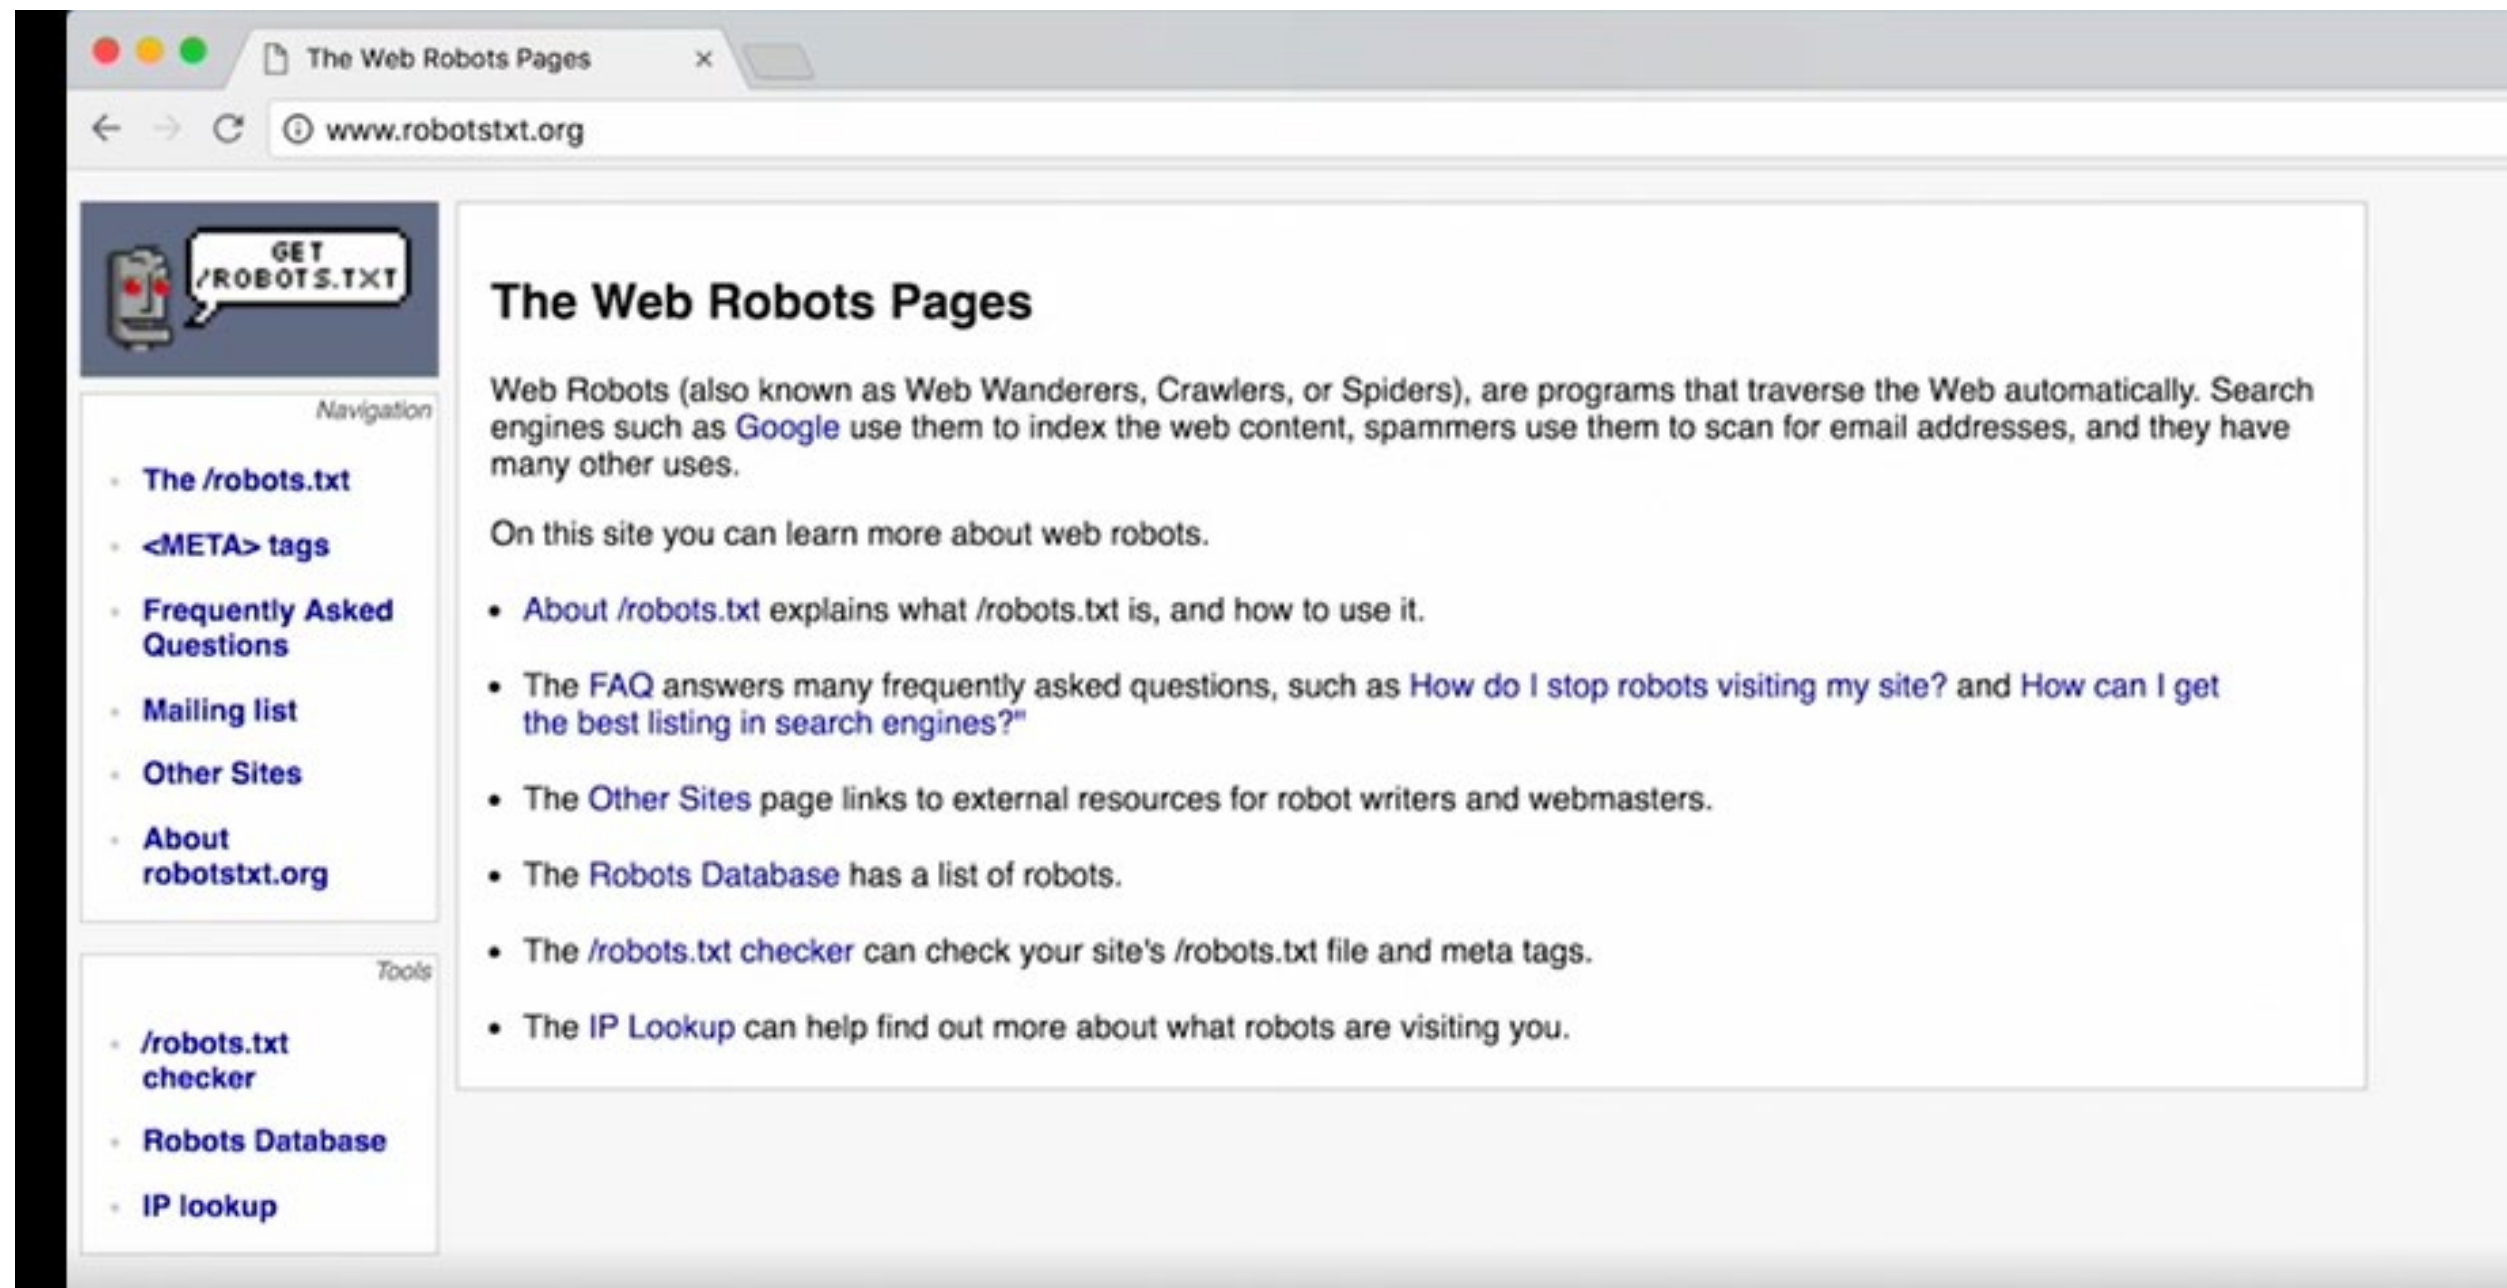 The Web Robots Pages
www.robotstxt.org
GET
/ROBOTS.TXT
Navigation
The /robots.txt
<META> tags
Frequently Asked
Questions
Mailing list
Other Sites
About
robotstxt.org
Tools
/robots.txt
checker
Robots Database
IP lookup
The Web Robots Pages
Web Robots (also known as Web Wanderers, Crawlers, or Spiders), are programs that traverse the Web automatically. Search
engines such as Google use them to index the web content, spammers use them to scan for email addresses, and they have
many other uses.
On this site you can learn more about web robots.
• About /robots.txt explains what /robots.txt is, and how to use it.
• The FAQ answers many frequently asked questions, such as How do I stop robots visiting my site? and How can I get
the best listing in search engines?"
• The Other Sites page links to external resources for robot writers and webmasters.
• The Robots Database has a list of robots.
• The /robots.txt checker can check your site's /robots.txt file and meta tags.
• The IP Lookup can help find out more about what robots are visiting you.